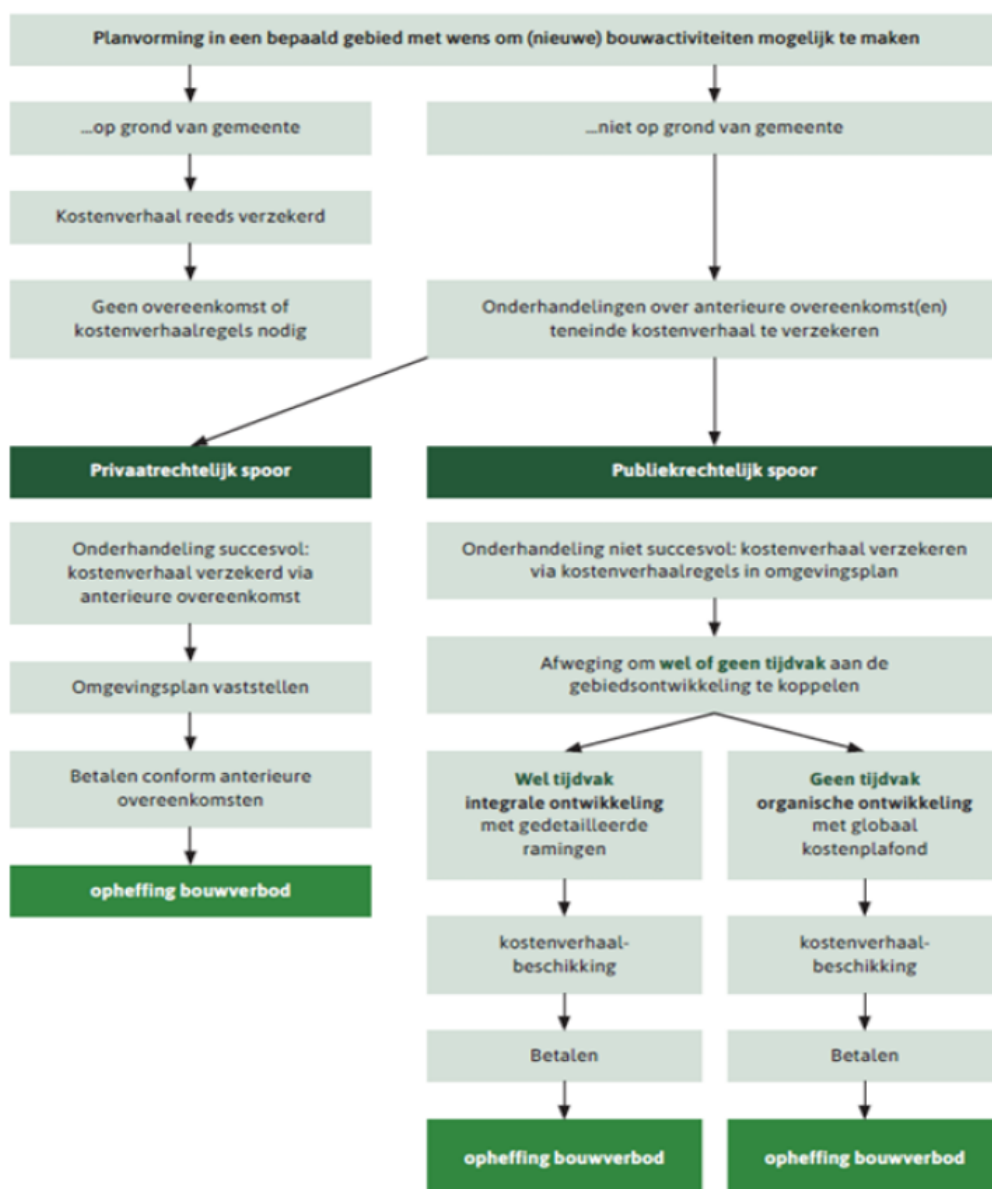 Planvorming in een bepaald gebied met wens om (nieuwe) bouwactiviteiten mogelijk te maken
...op grond van gemeente
...niet op grond van gemeente
Kostenverhaal reeds verzekerd
Geen overeenkomst of
kostenverhaalregels nodig
Onderhandelingen over anterieure overeenkomst(en)
teneinde kostenverhaal te verzekeren
Privaatrechtelijk spoor
Publiekrechtelijk spoor
Onderhandeling succesvol:
kostenverhaal verzekerd via
anterieure overeenkomst
Onderhandeling niet succesvol: kostenverhaal verzekeren
via kostenverhaalregels in omgevingsplan
Omgevingsplan vaststellen
Afweging om wel of geen tijdvak aan de
gebiedsontwikkeling te koppelen
Betalen conform anterieure
overeenkomsten
opheffing bouwverbod
Wel tijdvak
integrale ontwikkeling
met gedetailleerde
ramingen
Geen tijdvak
organische ontwikkeling
met globaal
kostenplafond
kostenverhaal-
beschikking
kostenverhaal-
beschikking
Betalen
Betalen
opheffing bouwverbod
opheffing bouwverbod